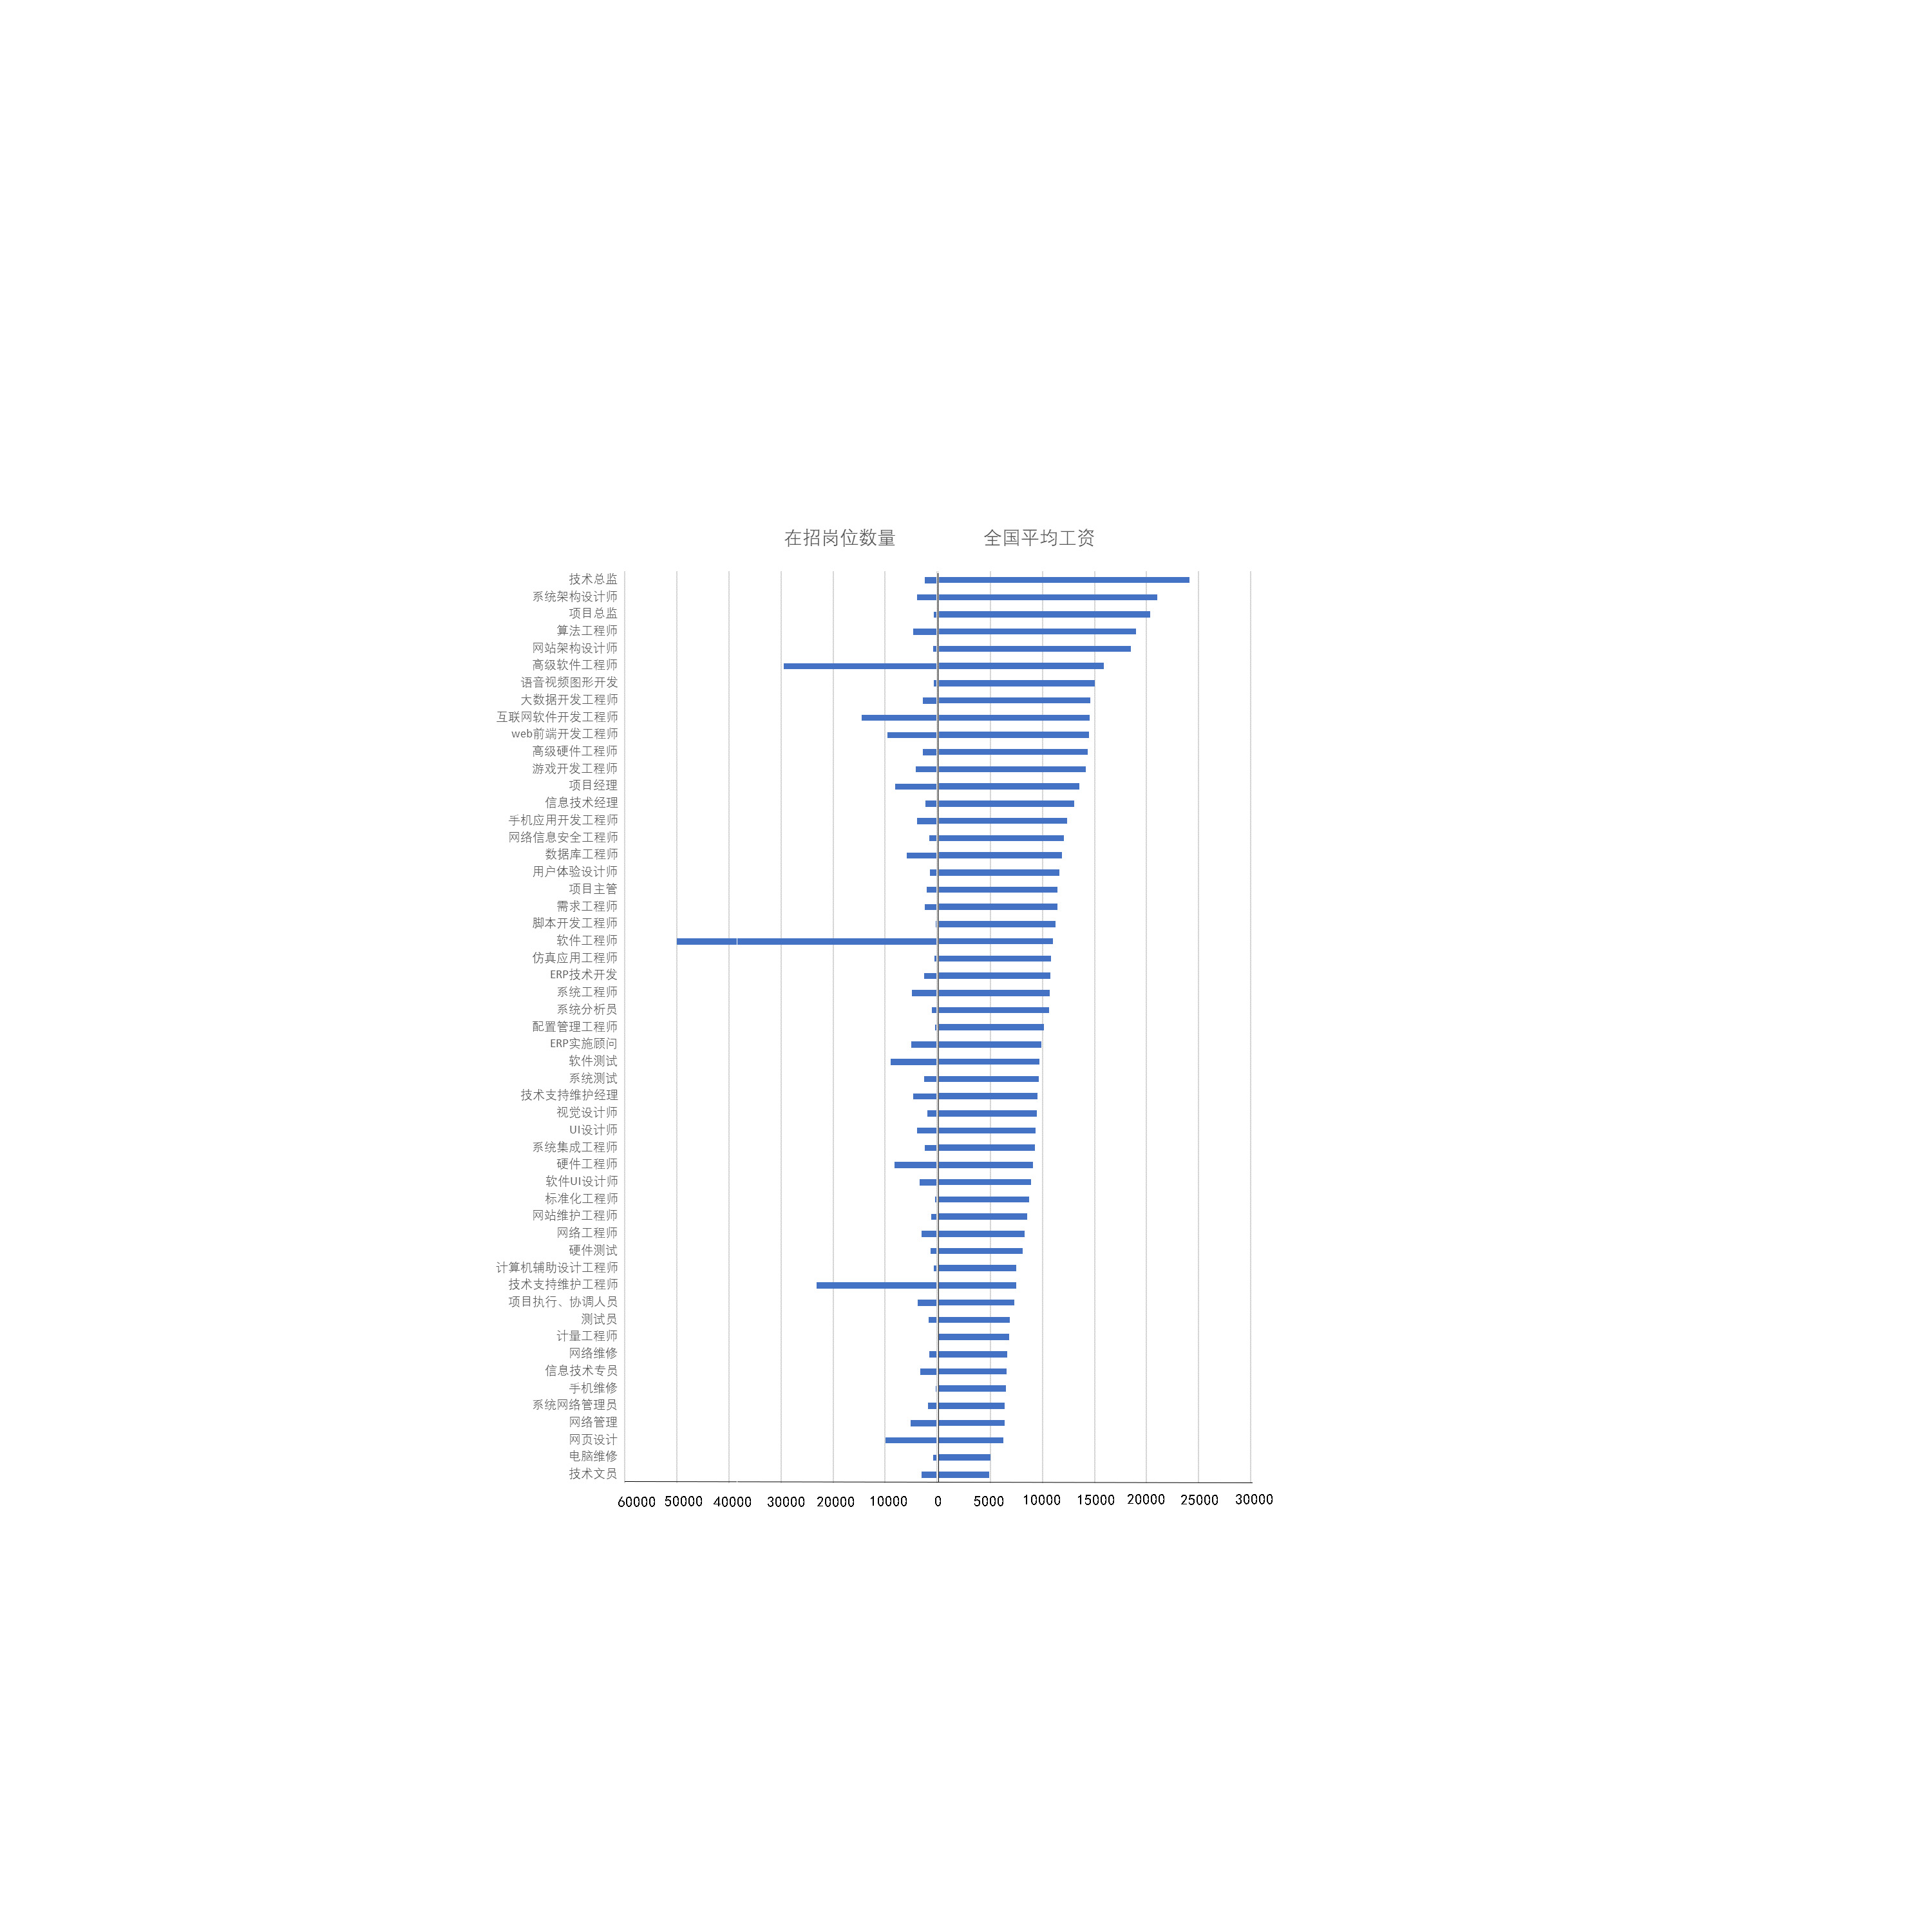 在招岗位数量 全国平均工资
技术总监
系统架构设计师
项目总监
算法工程师
网站架构设计师
高级软件工程师
语音视频图形开发
大数据开发工程师
互联网软件开发工程师
web前端开发工程师
高级硬件工程师
游戏开发工程师
项目经理
信息技术经理
手机应用开发工程师
网络信息安全工程师
数据库工程师
用户体验设计师
项目主管
需求工程师
脚本开发工程师
软件工程师
仿真应用工程师
ERP技术开发
系统工程师
系统分析员
配置管理工程师
ERP实施顾问
软件测试
系统测试
技术支持维护经理
视觉设计师
UI设计师
系统集成工程师
硬件工程师
软件UI设计师
标准化工程师
网站维护工程师
网络工程师
硬件测试
计算机辅助设计工程师
技术支持维护工程师
项目执行、协调人员
测试员
计量工程师
网络维修
信息技术专员
手机维修
系统网络管理员
网络管理
网页设计
电脑维修
技术文员
60000 50000 40000 30000 20000 10000 0 5000 10000 15000 20000 25000 30000